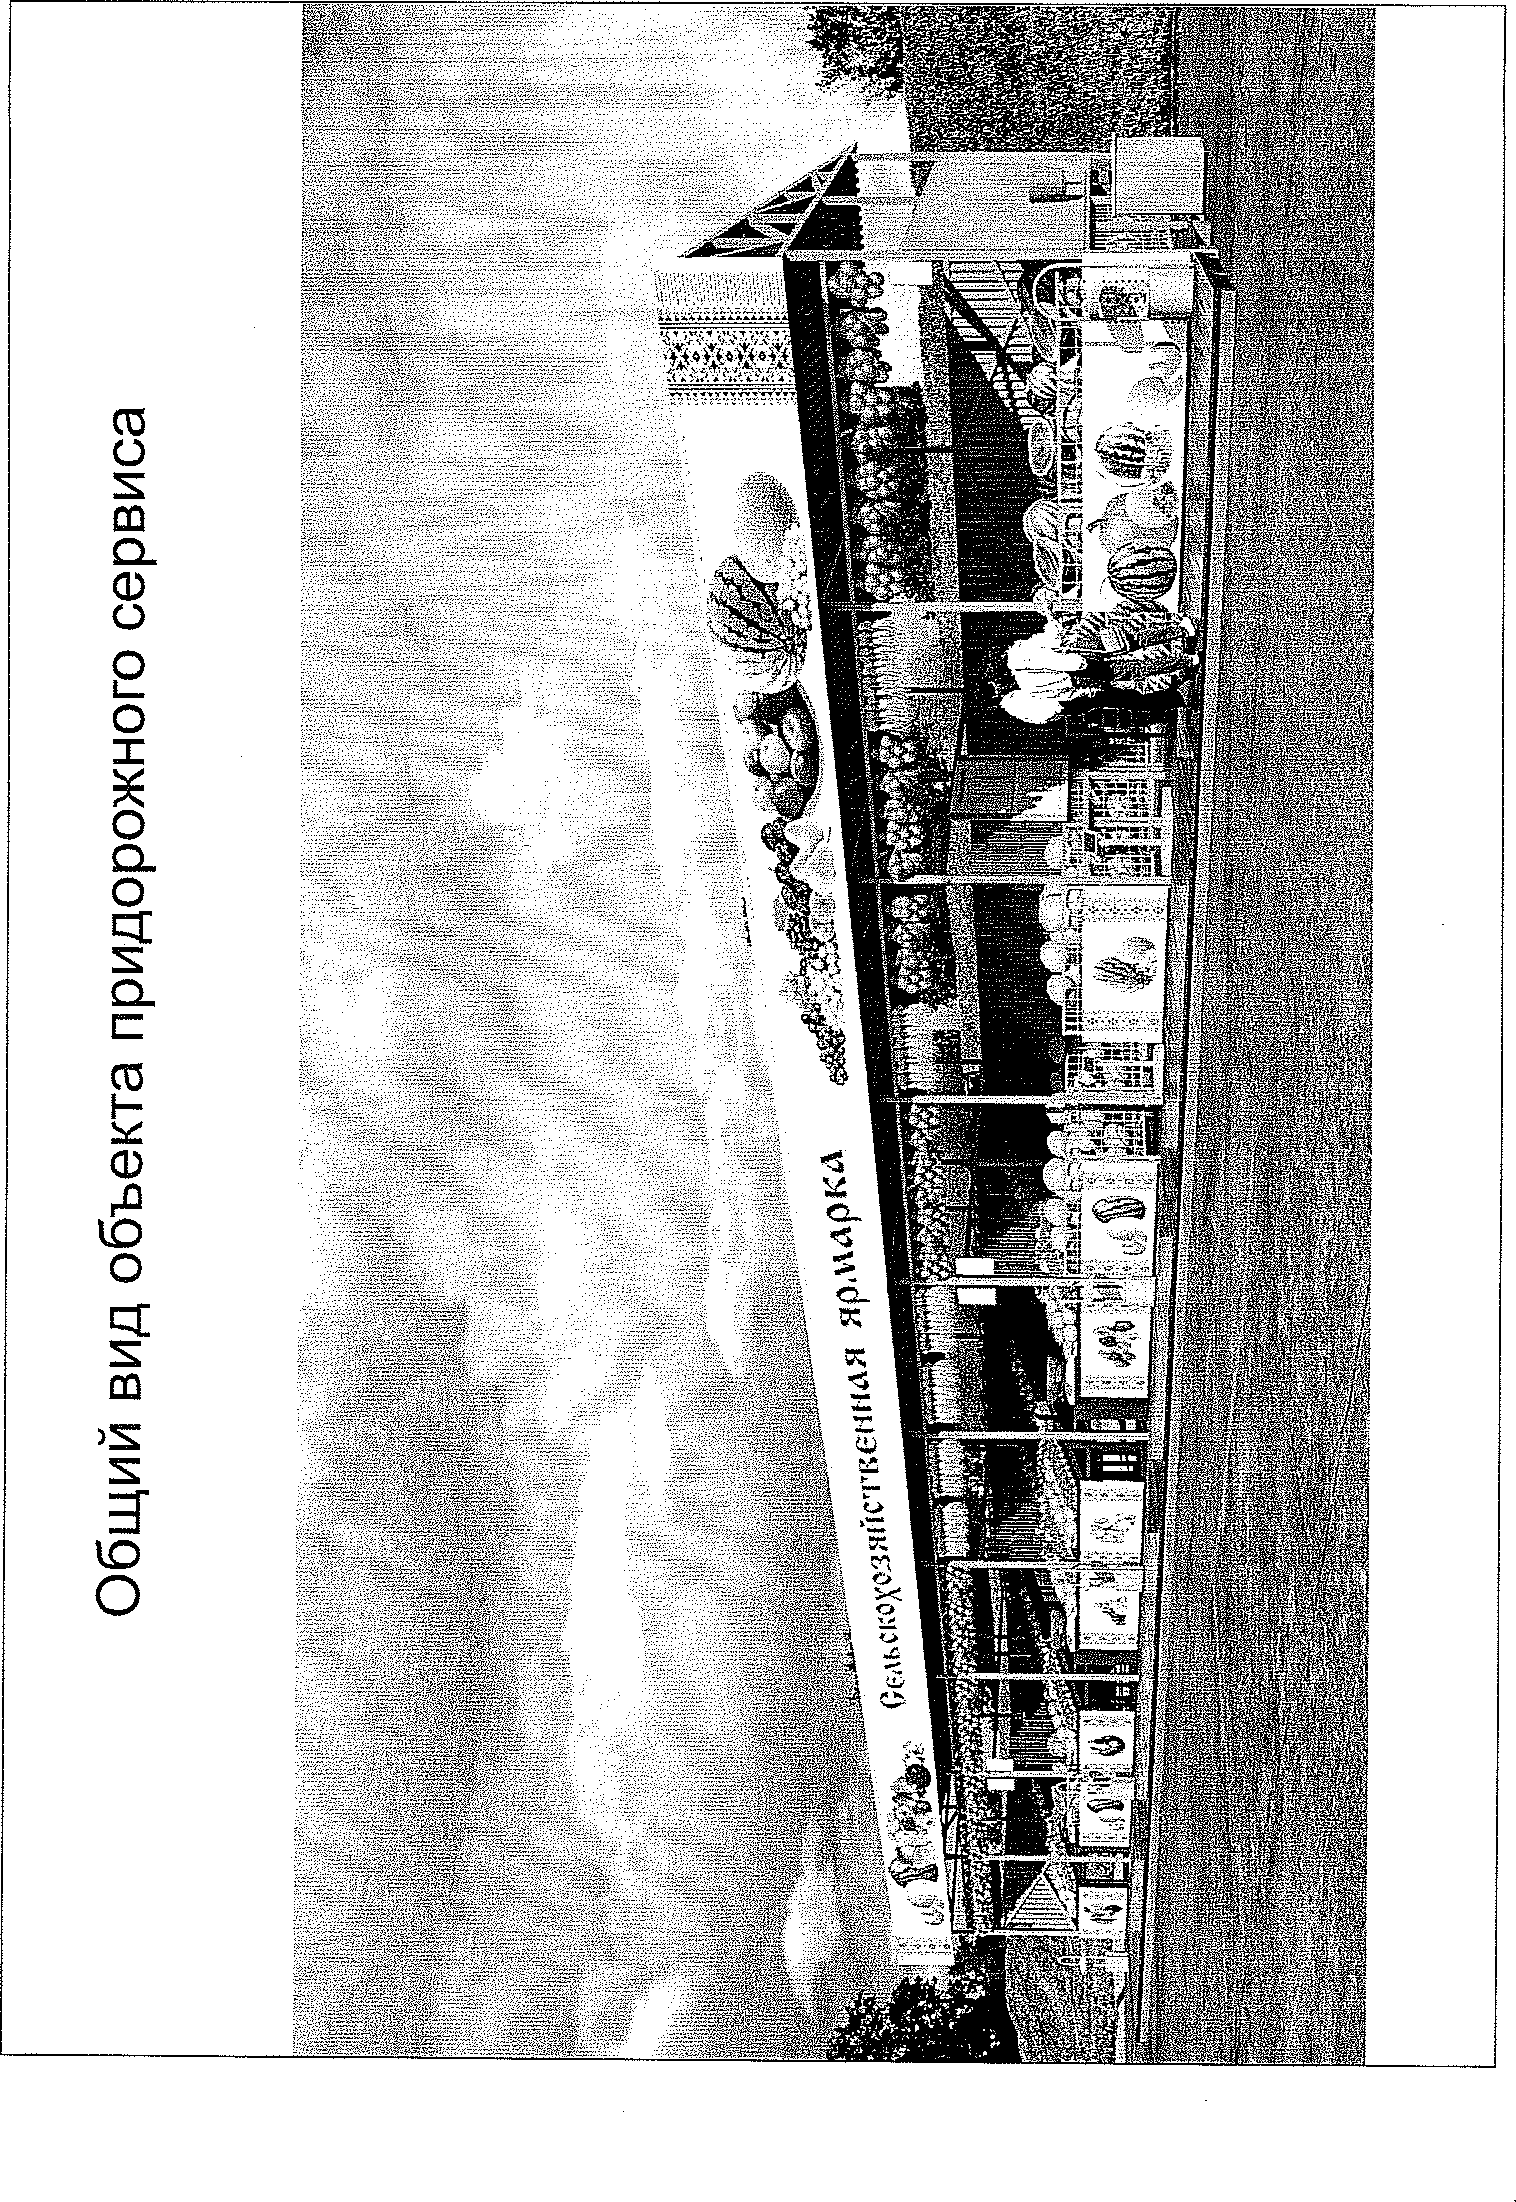 Общий вид объекта придорожного сервиса
Сельскохозяйственная ярмарка